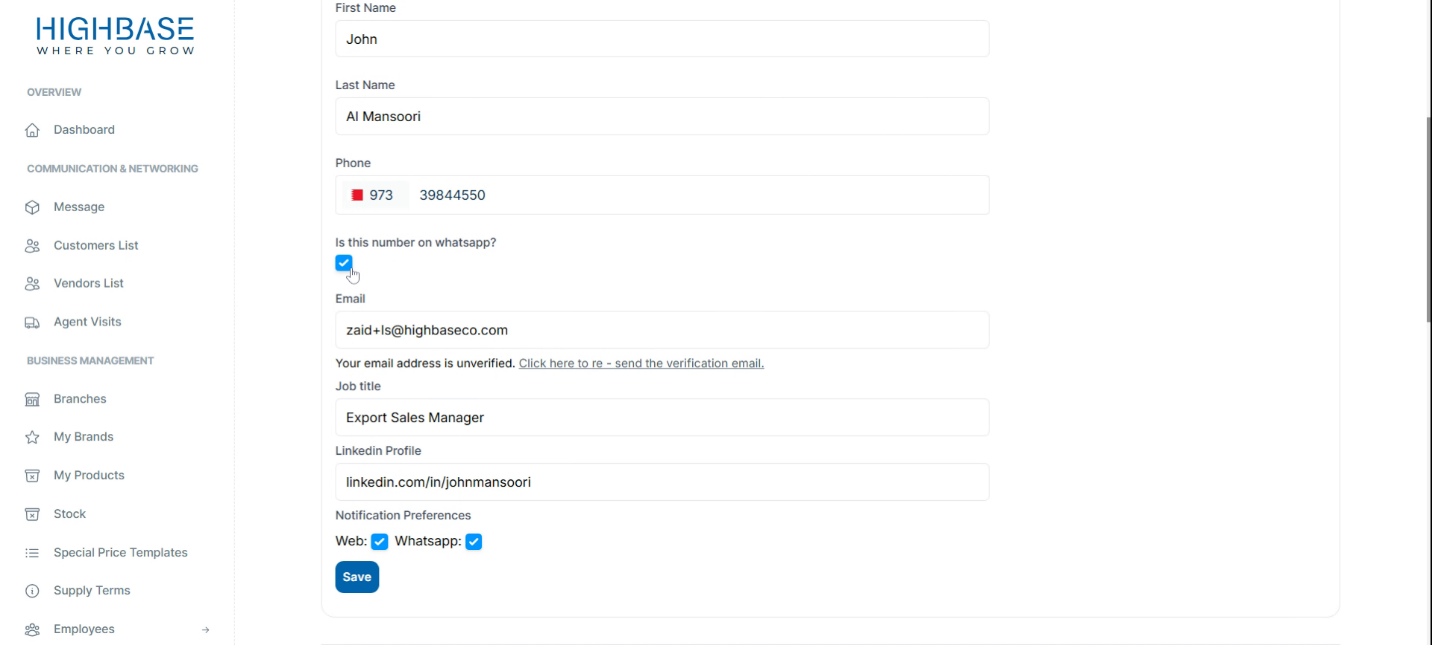 HIGHBASE
WHERE YOU GROW
OVERVIEW
Dashboard
COMMUNICATION & NETWORKING
Message
Customers List
Vendors List
Agent Visits
BUSINESS MANAGEMENT
Branches
My Brands
My Products
Stock
Special Price Templates
Supply Terms
Employees
First Name
John
Last Name
Al Mansoori
Phone
973 39844550
Is this number on whatsapp?
Email
zaid+ls@highbaseco.com
Your email address is unverified. Click here to re - send the verification email.
Job title
Export Sales Manager
Linkedin Profile
linkedin.com/in/johnmansoori
Notification Preferences
Web: Whatsapp:
Save